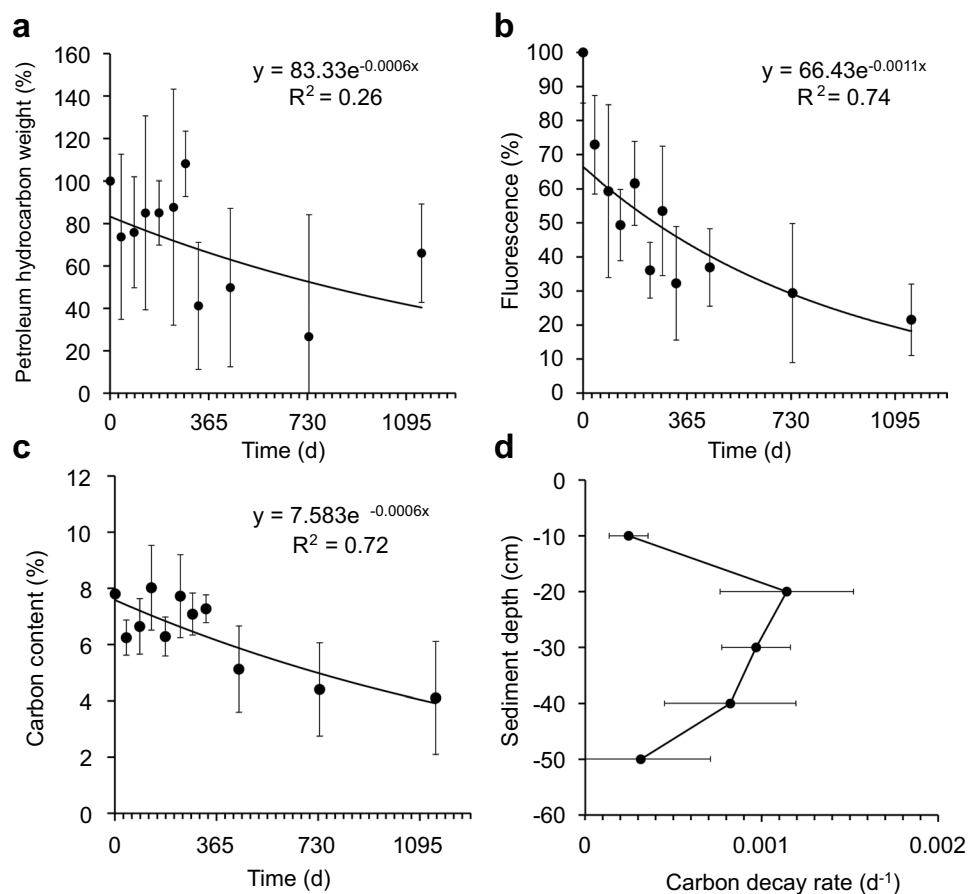 a
y = 83.33e-0.0006x
R2 = 0.26
Petroleum hydrocarbon weight (%)
160
140
120
100
80
60
40
20
0
0 365 730 1095
Time (d)
b
y = 66.43e-0.0011x
R2 = 0.74
Fluorescence (%)
100
90
80
70
60
50
40
30
20
10
0
0 365 730 1095
Time (d)
c
y = 7.583e -0.0006x
R2 = 0.72
Carbon content (%)
12
10
8
6
4
2
0
0 365 730 1095
Time (d)
d
Sediment depth (cm)
0
-10
-20
-30
-40
-50
-60
0 0.001 0.002
Carbon decay rate (d-1)